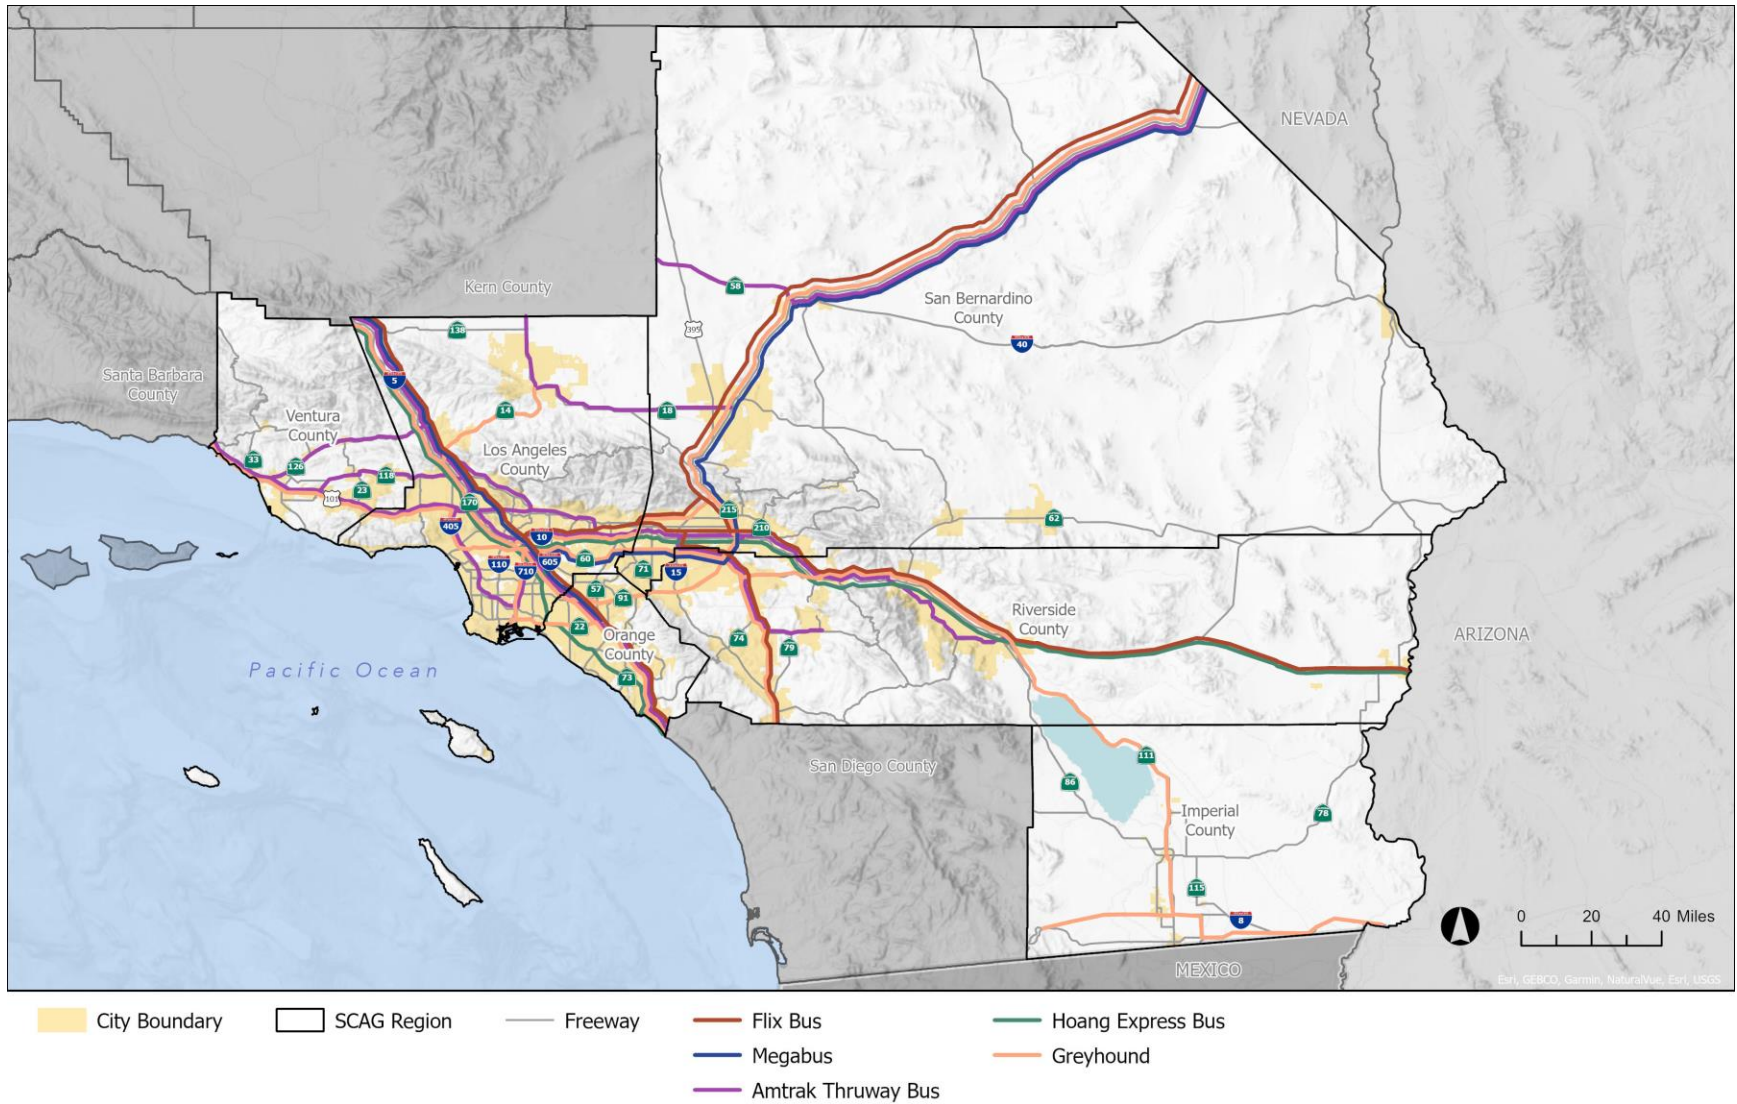 NEVADA
Kern County
58
San Bernardino
County
395
138
40
Santa Barbara
County
5
Ventura
County
14
18
Los Angeles
County
33
126
118
23
101
170
215
62
405
10
210
110
710
605
60
71
15
57
91
22
Orange
County
74
79
Riverside
County
ARIZONA
Pacific Ocean
73
San Diego County
111
86
Imperial
County
78
115
8
0 20 40 Miles
MEXICO
Esri, GEBCO, Garmin, NaturalVue, Esri, USGS
City Boundary
SCAG Region
Freeway
Flix Bus
Megabus
Amtrak Thruway Bus
Hoang Express Bus
Greyhound